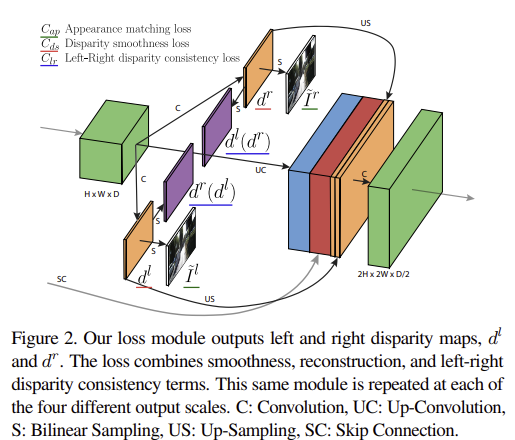 C_ap Appearance matching loss
C_ds Disparity smoothness loss
C_lr Left-Right disparity consistency loss
US
S
C
S
d^r
Ĩ^r
d^l(d^r)
H x W x D
C
UC
C
d^r(d^l)
S
S
d^l
Ĩ^l
SC
US
2H x 2W x D/2
Figure 2. Our loss module outputs left and right disparity maps, d^l
and d^r. The loss combines smoothness, reconstruction, and left-right
disparity consistency terms. This same module is repeated at each of
the four different output scales. C: Convolution, UC: Up-Convolution,
S: Bilinear Sampling, US: Up-Sampling, SC: Skip Connection.